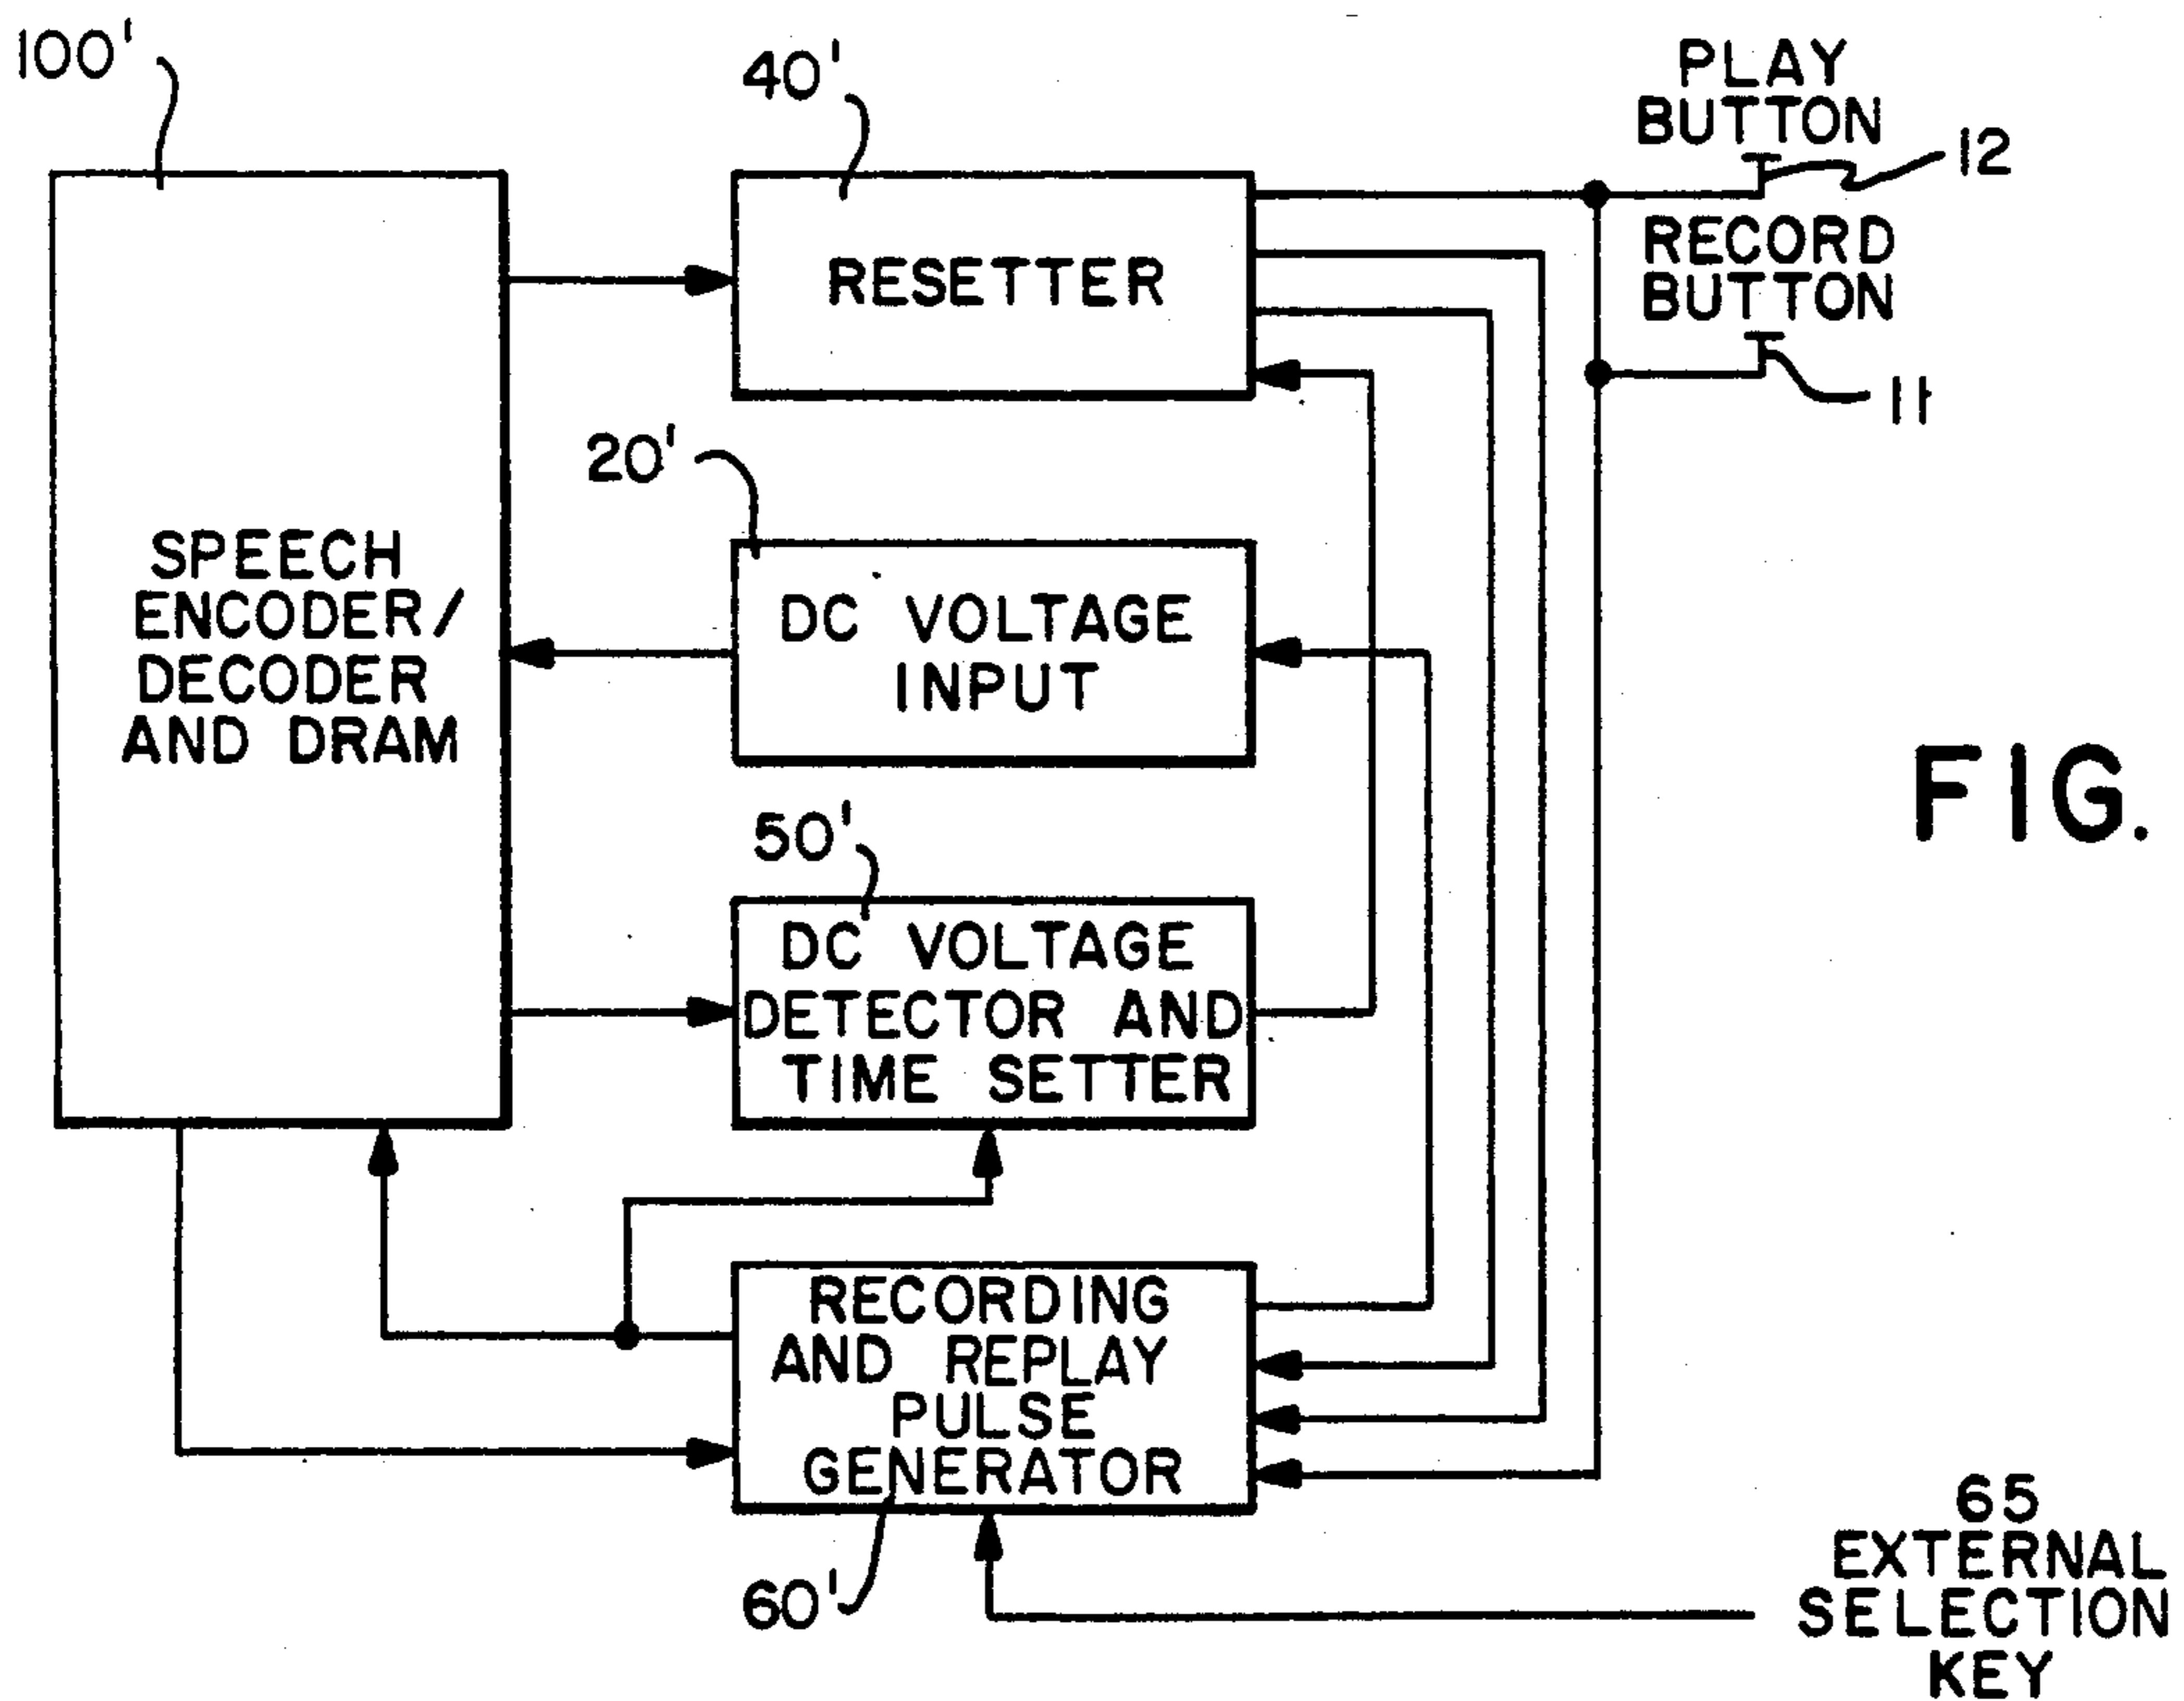 100'
40'
PLAY
BUTTON
12
RESETTER
RECORD
BUTTON
11
20'
SPEECH
ENCODER/
DECODER
AND DRAM
DC VOLTAGE
INPUT
FIG.
50'
DC VOLTAGE
DETECTOR AND
TIME SETTER
RECORDING
AND REPLAY
PULSE
GENERATOR
60'
65
EXTERNAL
SELECTION
KEY